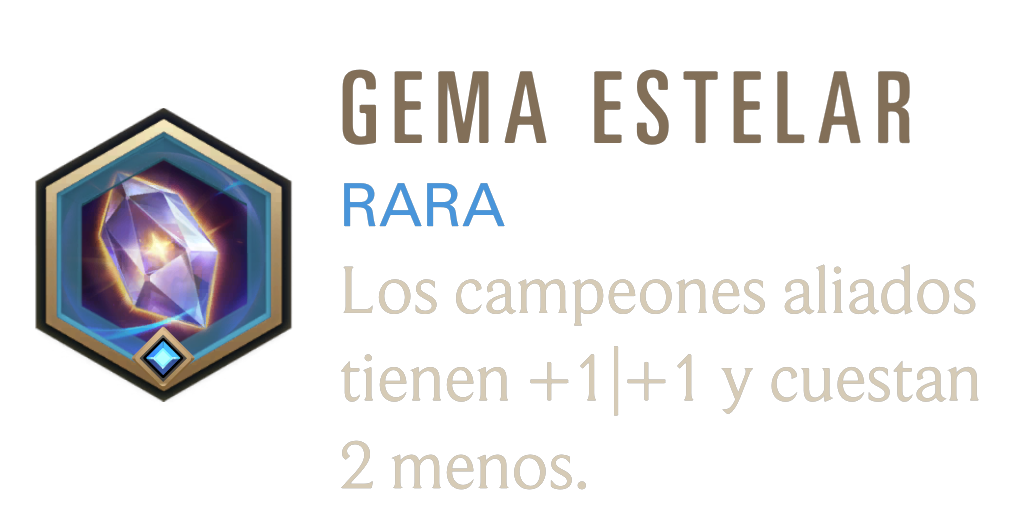 GEMA ESTELAR
RARA
Los campeones aliados
tienen +1|+1 y cuestan
2 menos.